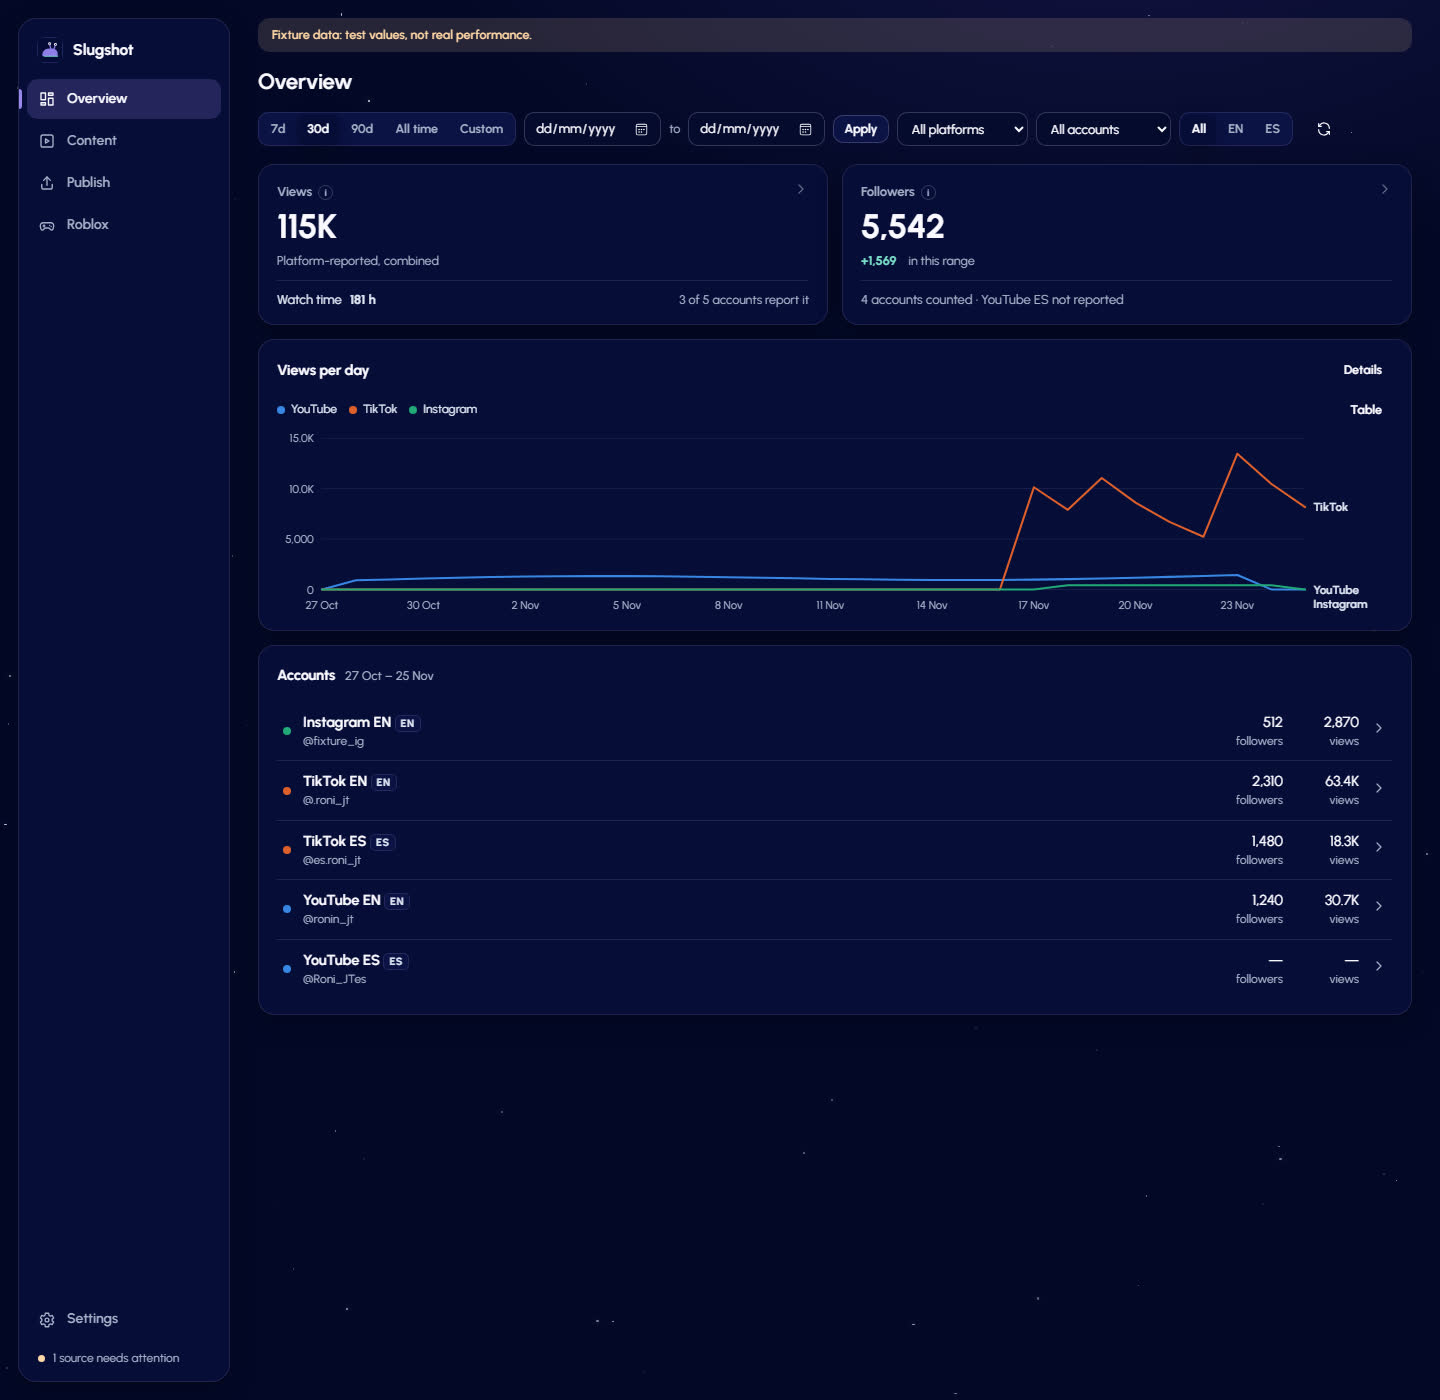 Slugshot
Overview
Content
Publish
Roblox
Settings
1 source needs attention
Fixture data: test values, not real performance.
Overview
7d 30d 90d All time Custom dd/mm/yyyy to dd/mm/yyyy Apply All platforms All accounts All EN ES
Views i
115K
Platform-reported, combined
Watch time 181 h 3 of 5 accounts report it
Followers i
5,542
+1,569 in this range
4 accounts counted · YouTube ES not reported
Views per day Details
YouTube TikTok Instagram Table
15.0K
10.0K
5,000
0
27 Oct 30 Oct 2 Nov 5 Nov 8 Nov 11 Nov 14 Nov 17 Nov 20 Nov 23 Nov
TikTok
YouTube
Instagram
Accounts 27 Oct – 25 Nov
Instagram EN EN 512 2,870
@fixture_ig followers views
TikTok EN EN 2,310 63.4K
@.roni_jt followers views
TikTok ES ES 1,480 18.3K
@es.roni_jt followers views
YouTube EN EN 1,240 30.7K
@ronin_jt followers views
YouTube ES ES — —
@Roni_JTes followers views